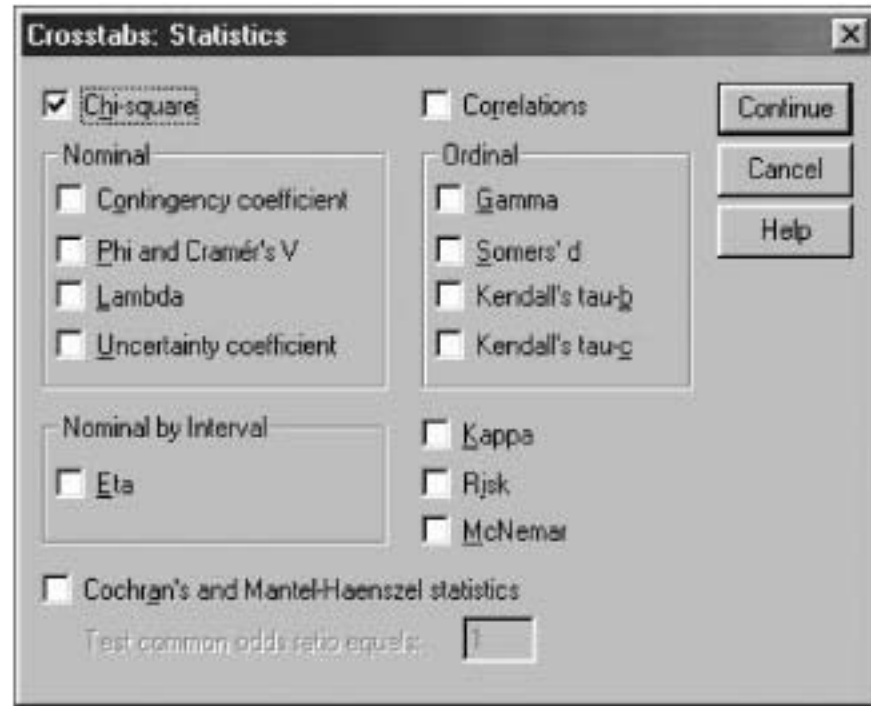 Crosstabs: Statistics
Chi-square
Correlations
Continue
Cancel
Help
Nominal
Contingency coefficient
Phi and Cramér's V
Lambda
Uncertainty coefficient
Ordinal
Gamma
Somers' d
Kendall's tau-b
Kendall's tau-c
Nominal by Interval
Eta
Kappa
Risk
McNemar
Cochran's and Mantel-Haenszel statistics
Test common odds ratio equals: 1